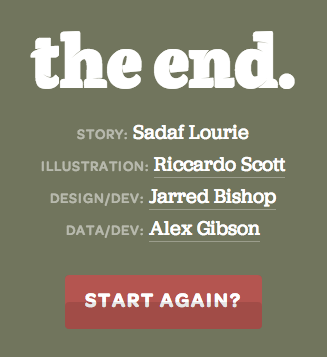 the end.
STORY: Sadaf Lourie
ILLUSTRATION: Riccardo Scott
DESIGN/DEV: Jarred Bishop
DATA/DEV: Alex Gibson
START AGAIN?